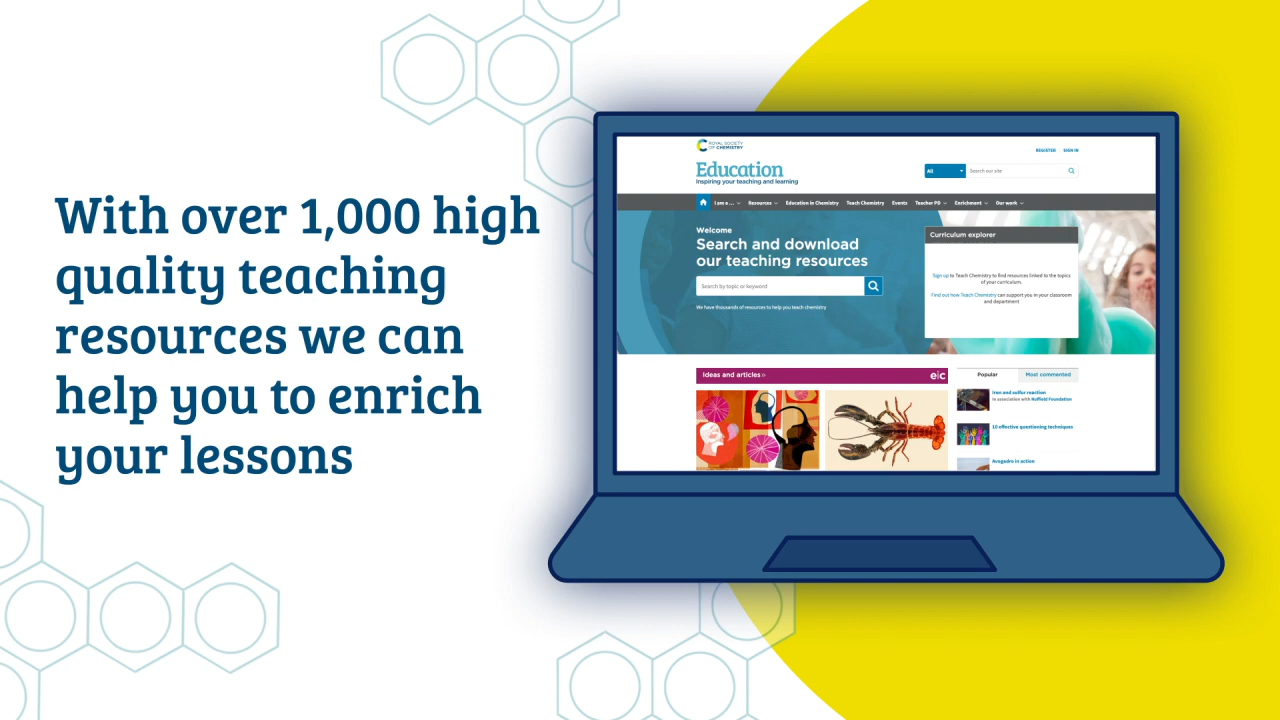 With over 1,000 high
quality teaching
resources we can
help you to enrich
your lessons
ROYAL SOCIETY
OF CHEMISTRY
REGISTER SIGN IN
Education
Inspiring your teaching and learning
All
Search our site
I am a ... Resources Education in Chemistry Teach Chemistry Events Teacher PD Enrichment Our work
Welcome
Search and download
our teaching resources
Search by topic or keyword
We have thousands of resources to help you teach chemistry
Curriculum explorer
Sign up to Teach Chemistry to find resources linked to the topics
of your curriculum.
Find out how Teach Chemistry can support you in your classroom
and department
Ideas and articles »
eic
Popular Most commented
Iron and sulfur reaction
In association with Nuffield Foundation
10 effective questioning techniques
Avogadro in action